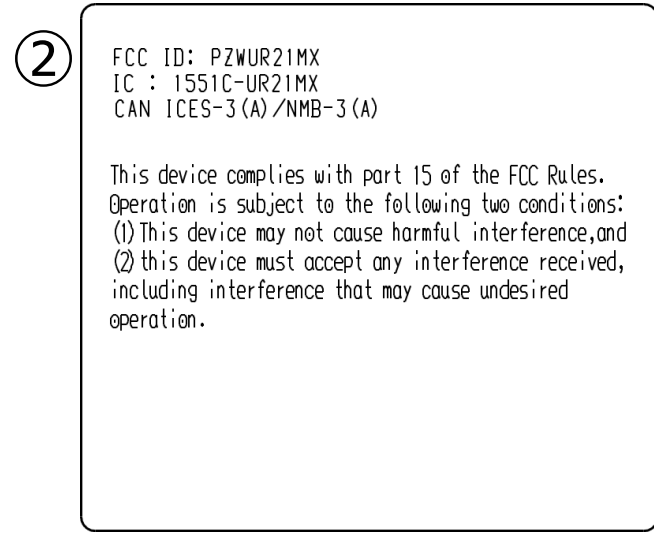 ②
FCC ID: PZWUR21MX
IC : 1551C-UR21MX
CAN ICES-3(A)/NMB-3(A)
This device complies with part 15 of the FCC Rules.
Operation is subject to the following two conditions:
(1)This device may not cause harmful interference,and
(2)this device must accept any interference received,
including interference that may cause undesired
operation.